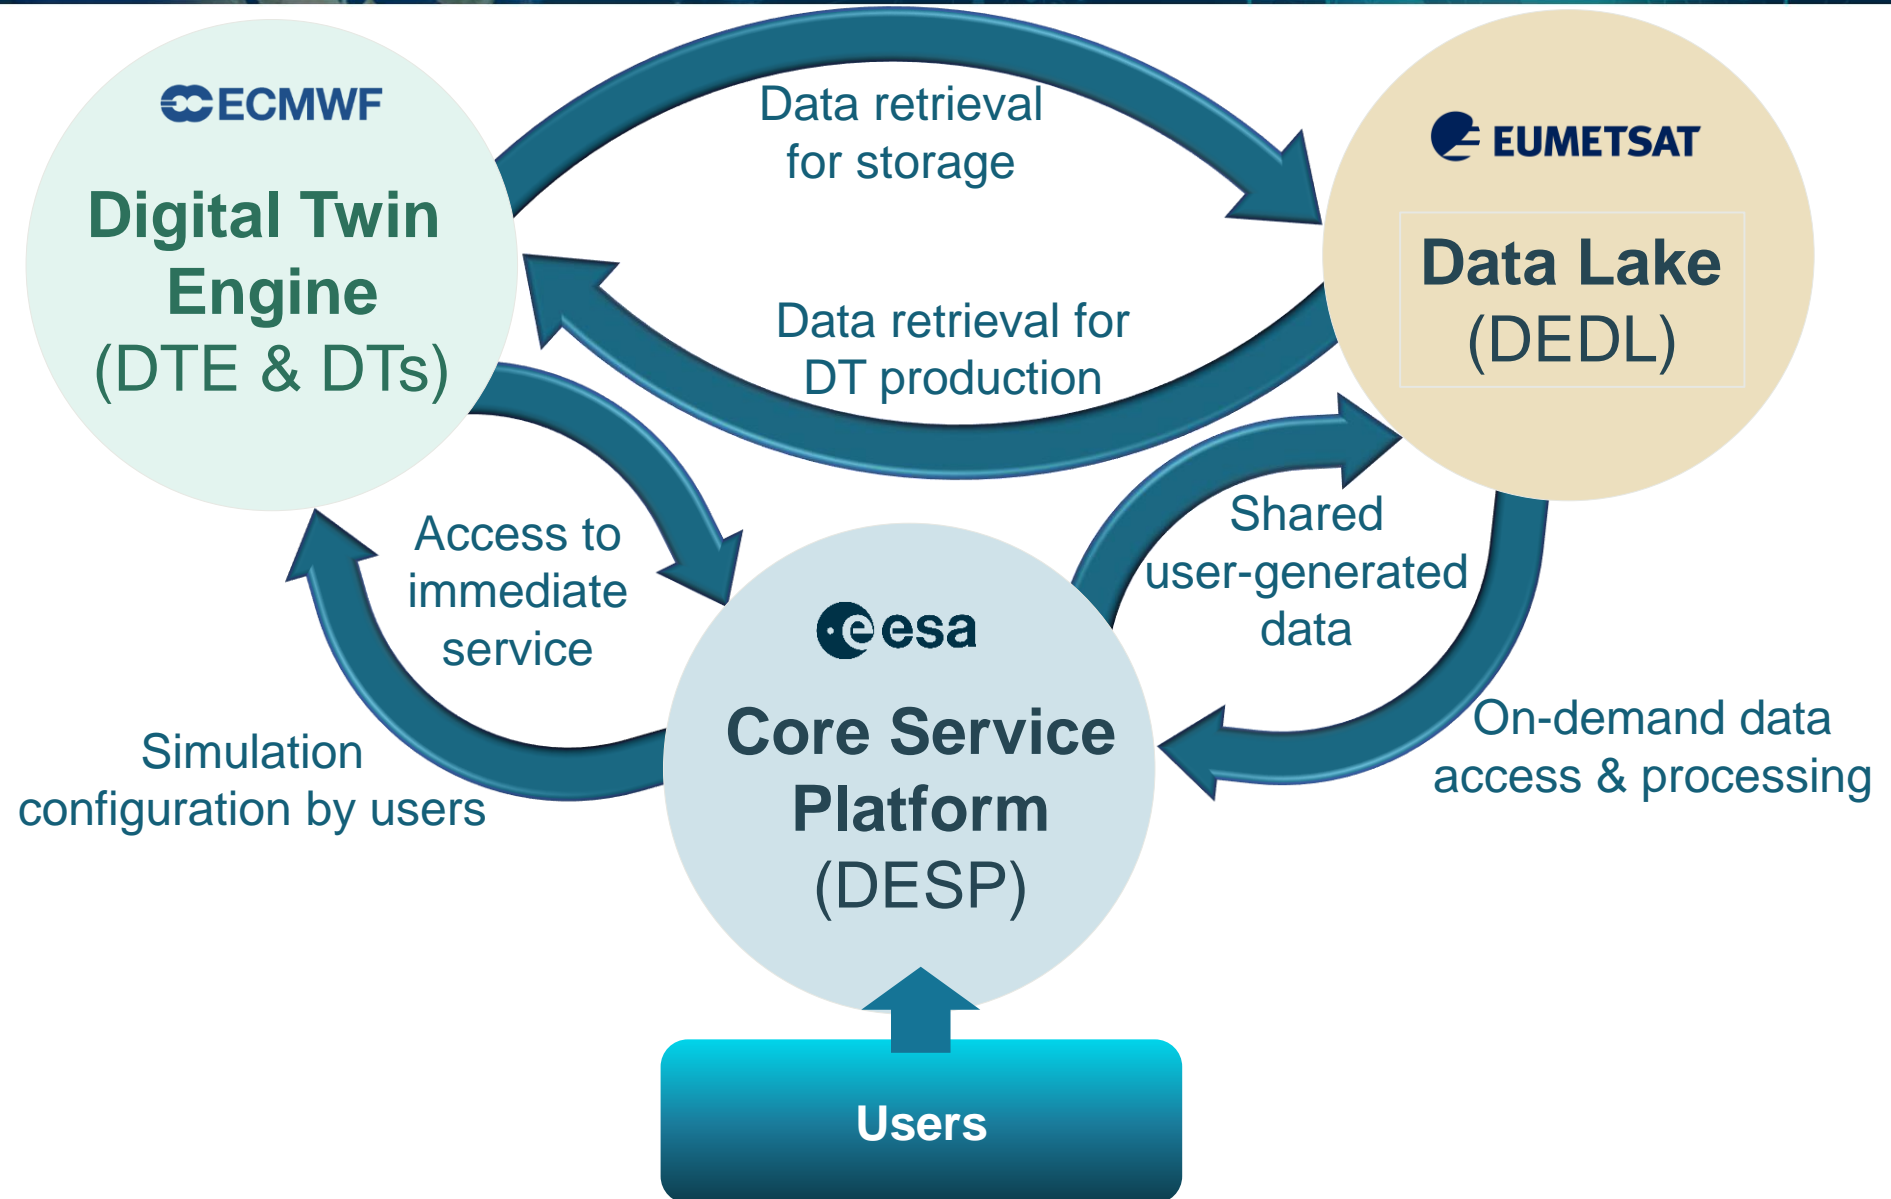 ECMWF
Digital Twin
Engine
(DTE & DTs)
Data retrieval
for storage
EUMETSAT
Data Lake
(DEDL)
Data retrieval for
DT production
Access to
immediate
service
Shared
user-generated
data
Simulation
configuration by users
esa
Core Service
Platform
(DESP)
On-demand data
access & processing
Users